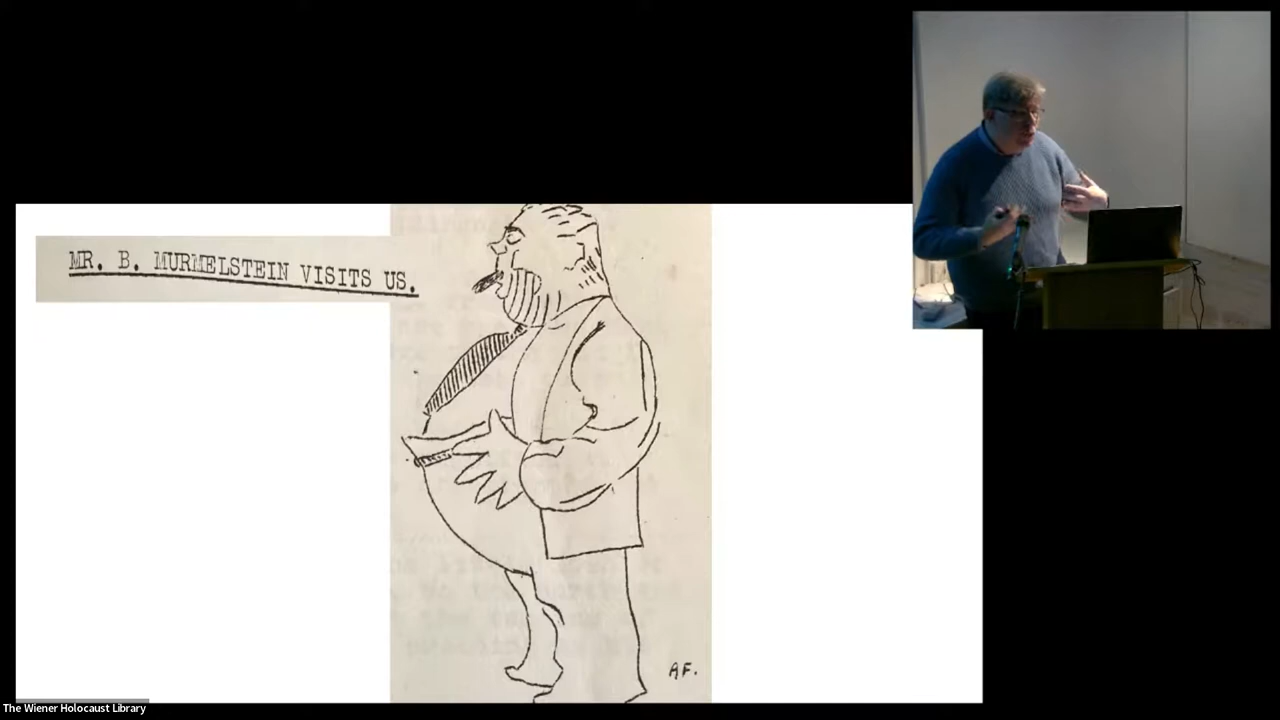 MR. B. MURMELSTEIN VISITS US.
AF.
The Wiener Holocaust Library